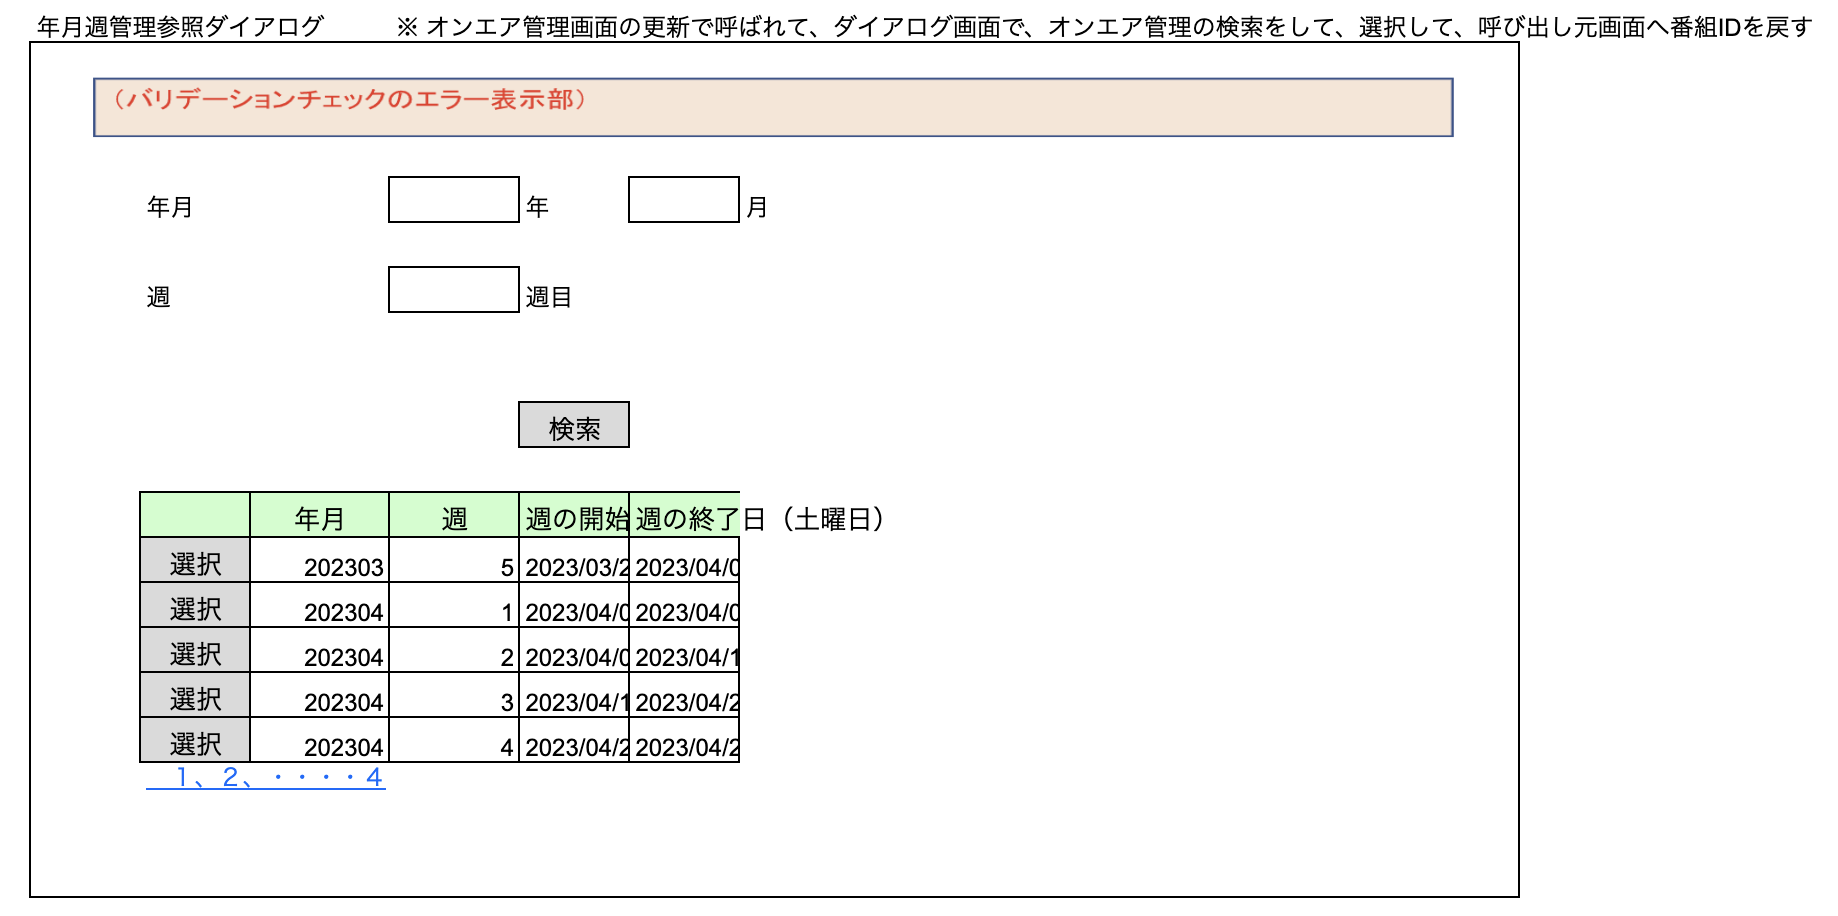 年月週管理参照ダイアログ ※ オンエア管理画面の更新で呼ばれて、ダイアログ画面で、オンエア管理の検索をして、選択して、呼び出し元画面へ番組IDを戻す
（バリデーションチェックのエラー表示部）
年月 年 月
週 週目
検索
年月 週 週の開始 週の終了日（土曜日）
選択 202303 5 2023/03/2 2023/04/0
選択 202304 1 2023/04/0 2023/04/0
選択 202304 2 2023/04/0 2023/04/1
選択 202304 3 2023/04/1 2023/04/2
選択 202304 4 2023/04/2 2023/04/2
１、２、・・・・４